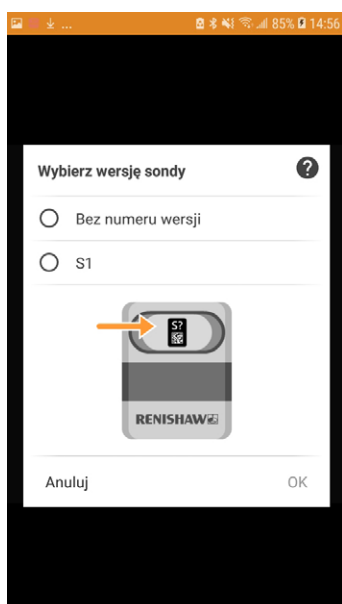 ... 85% 14:56
Wybierz wersję sondy ?
Bez numeru wersji
S1
S?
RENISHAW
Anuluj OK